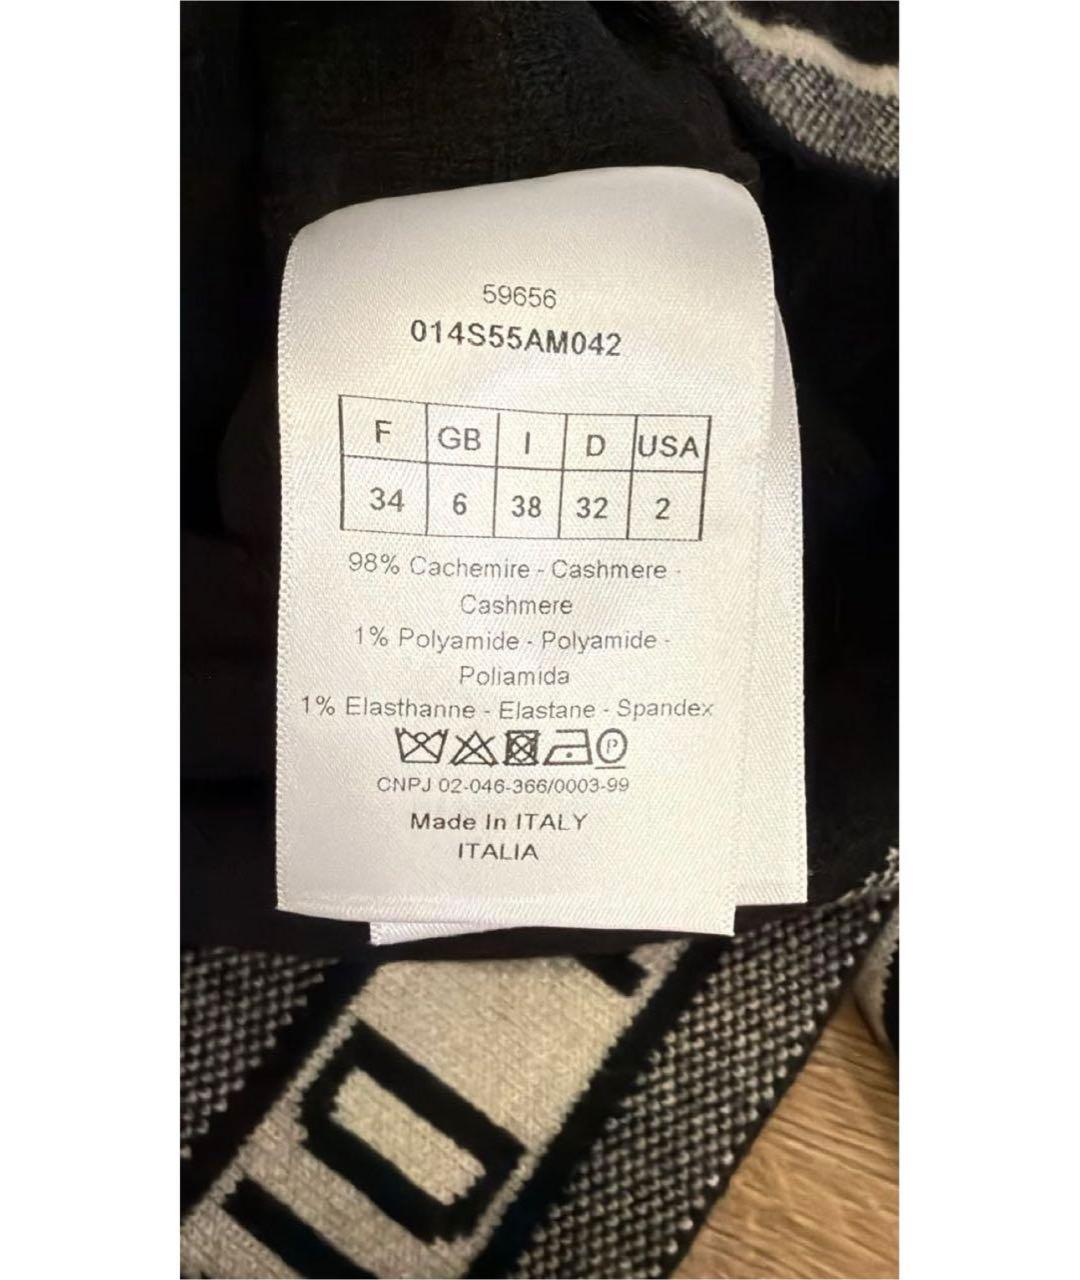 59656
014S55AM042
F GB I D USA
34 6 38 32 2
98% Cachemire - Cashmere -
Cashmere
1% Polyamide - Polyamide -
Poliamida
1% Elasthanne - Elastane - Spandex
P
CNPJ 02-046-366/0003-99
Made In ITALY
ITALIA